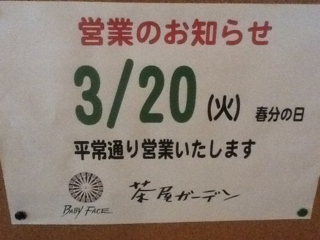 営業のお知らせ
3/20 (火) 春分の日
平常通り営業いたします
BABY FACE 茶屋ガーデン